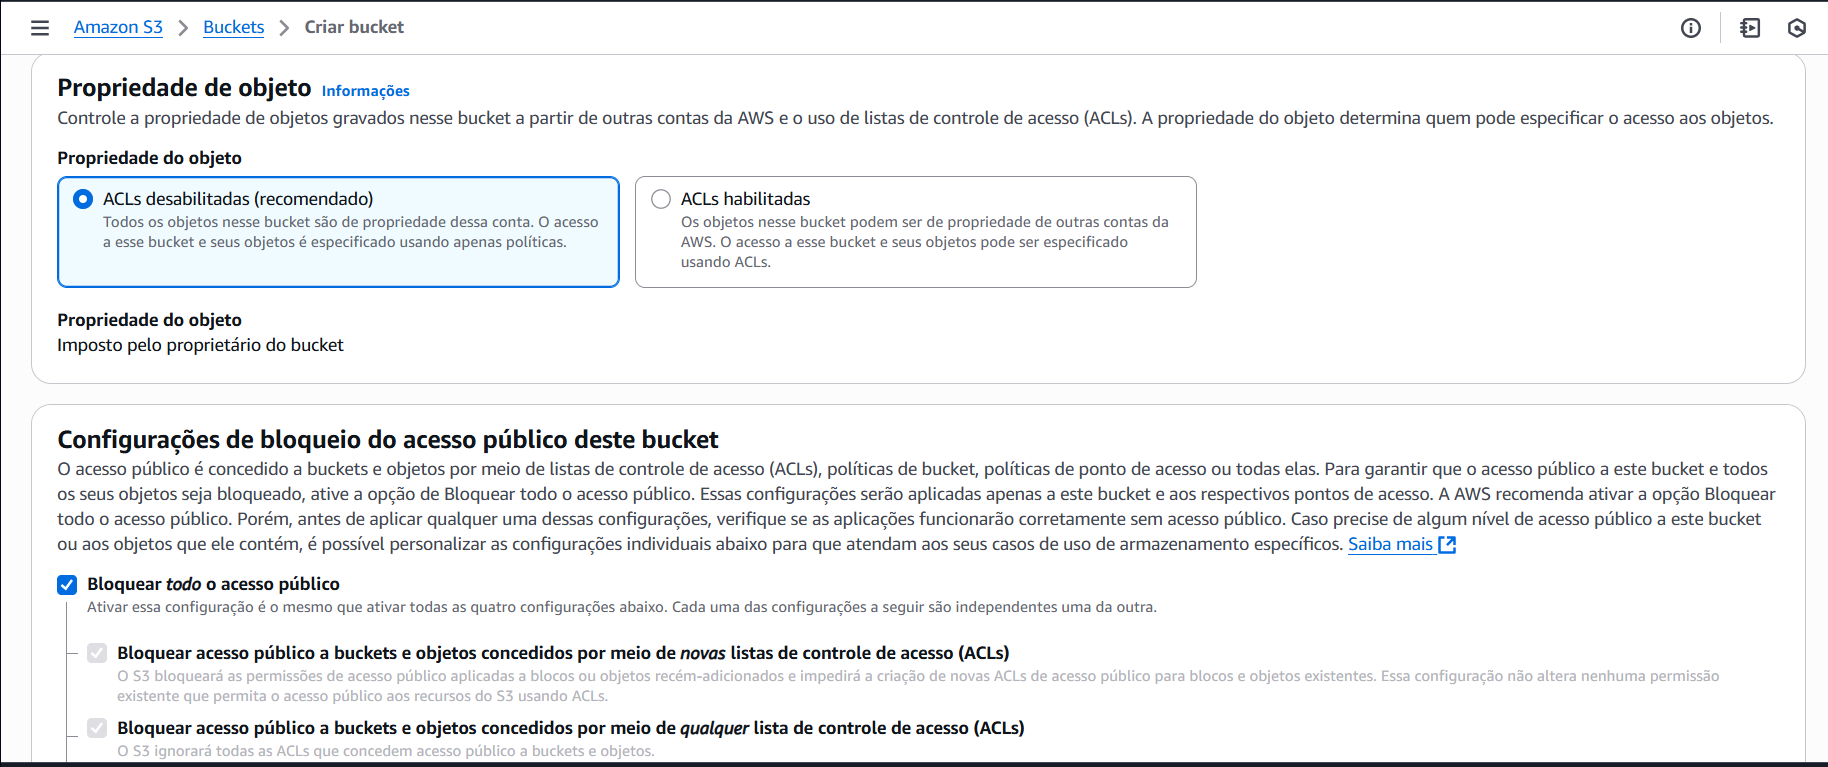 Amazon S3 > Buckets > Criar bucket
Propriedade de objeto Informações
Controle a propriedade de objetos gravados nesse bucket a partir de outras contas da AWS e o uso de listas de controle de acesso (ACLs). A propriedade do objeto determina quem pode especificar o acesso aos objetos.
Propriedade do objeto
ACLs desabilitadas (recomendado)
Todos os objetos nesse bucket são de propriedade dessa conta. O acesso
a esse bucket e seus objetos é especificado usando apenas políticas.
ACLs habilitadas
Os objetos nesse bucket podem ser de propriedade de outras contas da
AWS. O acesso a esse bucket e seus objetos pode ser especificado
usando ACLs.
Propriedade do objeto
Imposto pelo proprietário do bucket
Configurações de bloqueio do acesso público deste bucket
O acesso público é concedido a buckets e objetos por meio de listas de controle de acesso (ACLs), políticas de bucket, políticas de ponto de acesso ou todas elas. Para garantir que o acesso público a este bucket e todos
os seus objetos seja bloqueado, ative a opção de Bloquear todo o acesso público. Essas configurações serão aplicadas apenas a este bucket e aos respectivos pontos de acesso. A AWS recomenda ativar a opção Bloquear
todo o acesso público. Porém, antes de aplicar qualquer uma dessas configurações, verifique se as aplicações funcionarão corretamente sem acesso público. Caso precise de algum nível de acesso público a este bucket
ou aos objetos que ele contém, é possível personalizar as configurações individuais abaixo para que atendam aos seus casos de uso de armazenamento específicos. Saiba mais
Bloquear todo o acesso público
Ativar essa configuração é o mesmo que ativar todas as quatro configurações abaixo. Cada uma das configurações a seguir são independentes uma da outra.
Bloquear acesso público a buckets e objetos concedidos por meio de novas listas de controle de acesso (ACLs)
O S3 bloqueará as permissões de acesso público aplicadas a blocos ou objetos recém-adicionados e impedirá a criação de novas ACLs de acesso público para blocos e objetos existentes. Essa configuração não altera nenhuma permissão
existente que permita o acesso público aos recursos do S3 usando ACLs.
Bloquear acesso público a buckets e objetos concedidos por meio de qualquer lista de controle de acesso (ACLs)
O S3 ignorará todas as ACLs que concedem acesso público a buckets e objetos.